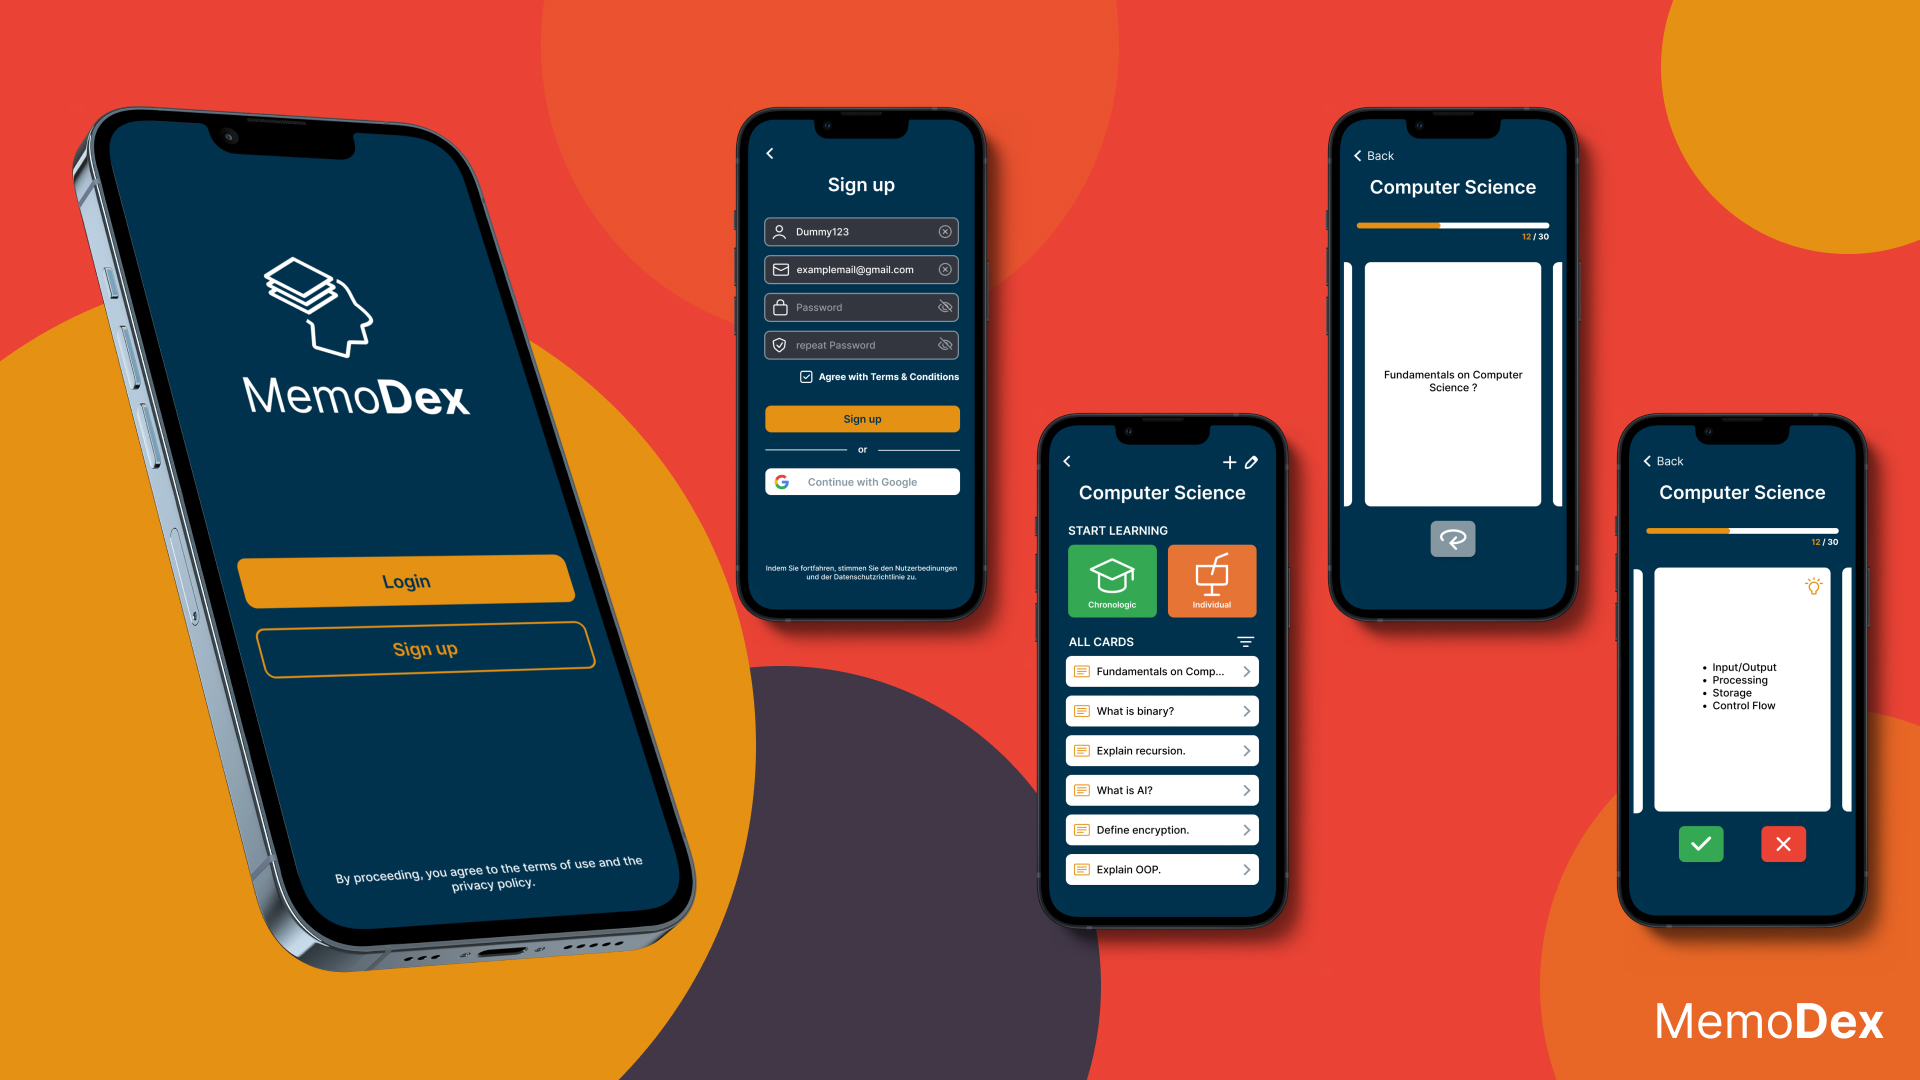 MemoDex
Login
Sign up
By proceeding, you agree to the terms of use and the
privacy policy.
Sign up
Dummy123
examplemail@gmail.com
Password
repeat Password
Agree with Terms & Conditions
Sign up
or
Continue with Google
Indem Sie fortfahren, stimmen Sie den Nutzerbedinungen
und der Datenschutzrichtlinie zu.
Computer Science
START LEARNING
Chronologic
Individual
ALL CARDS
Fundamentals on Comp...
What is binary?
Explain recursion.
What is AI?
Define encryption.
Explain OOP.
Back
Computer Science
12 / 30
Fundamentals on Computer
Science ?
Back
Computer Science
12 / 30
• Input/Output
• Processing
• Storage
• Control Flow
MemoDex